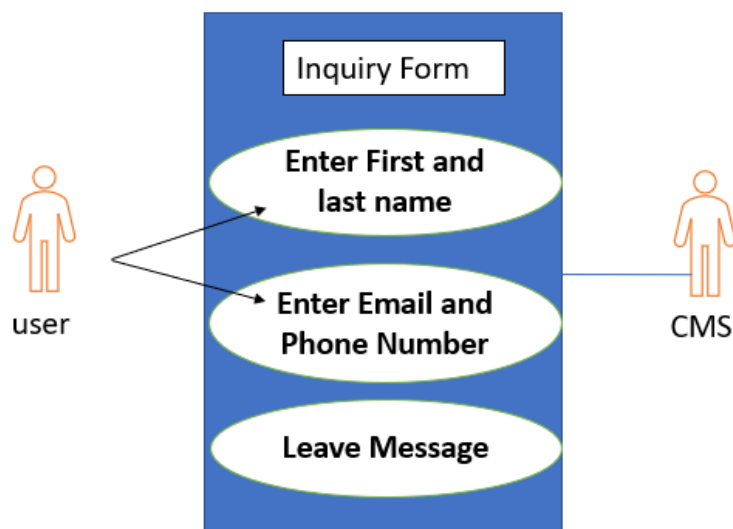 Inquiry Form
Enter First and
last name
user
Enter Email and
Phone Number
CMS
Leave Message